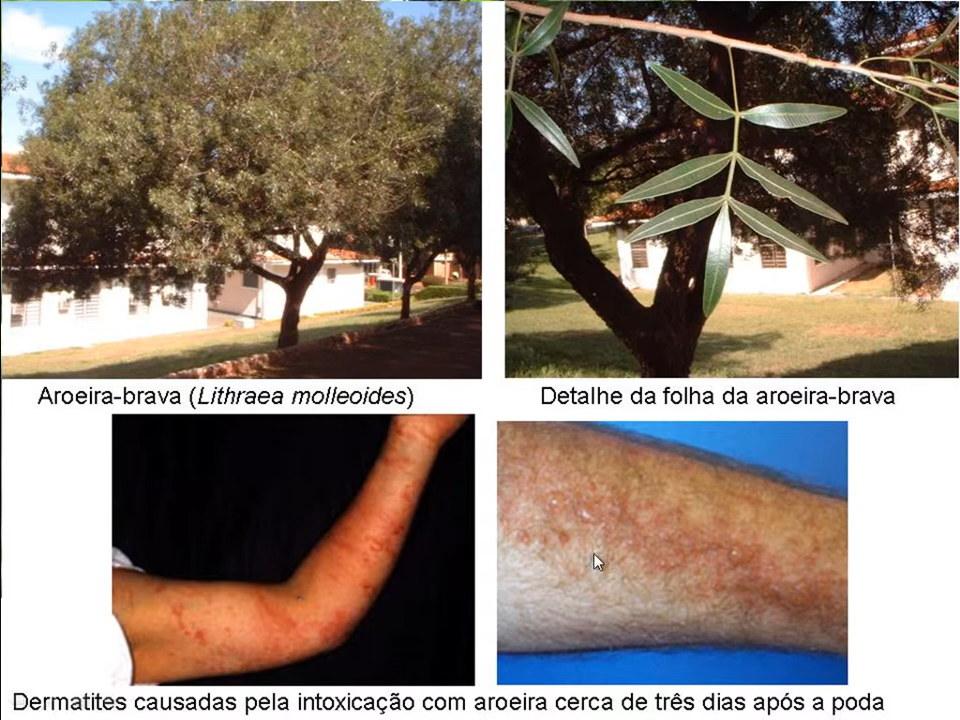 Aroeira-brava (Lithraea molleoides)
Detalhe da folha da aroeira-brava
Dermatites causadas pela intoxicação com aroeira cerca de três dias após a poda